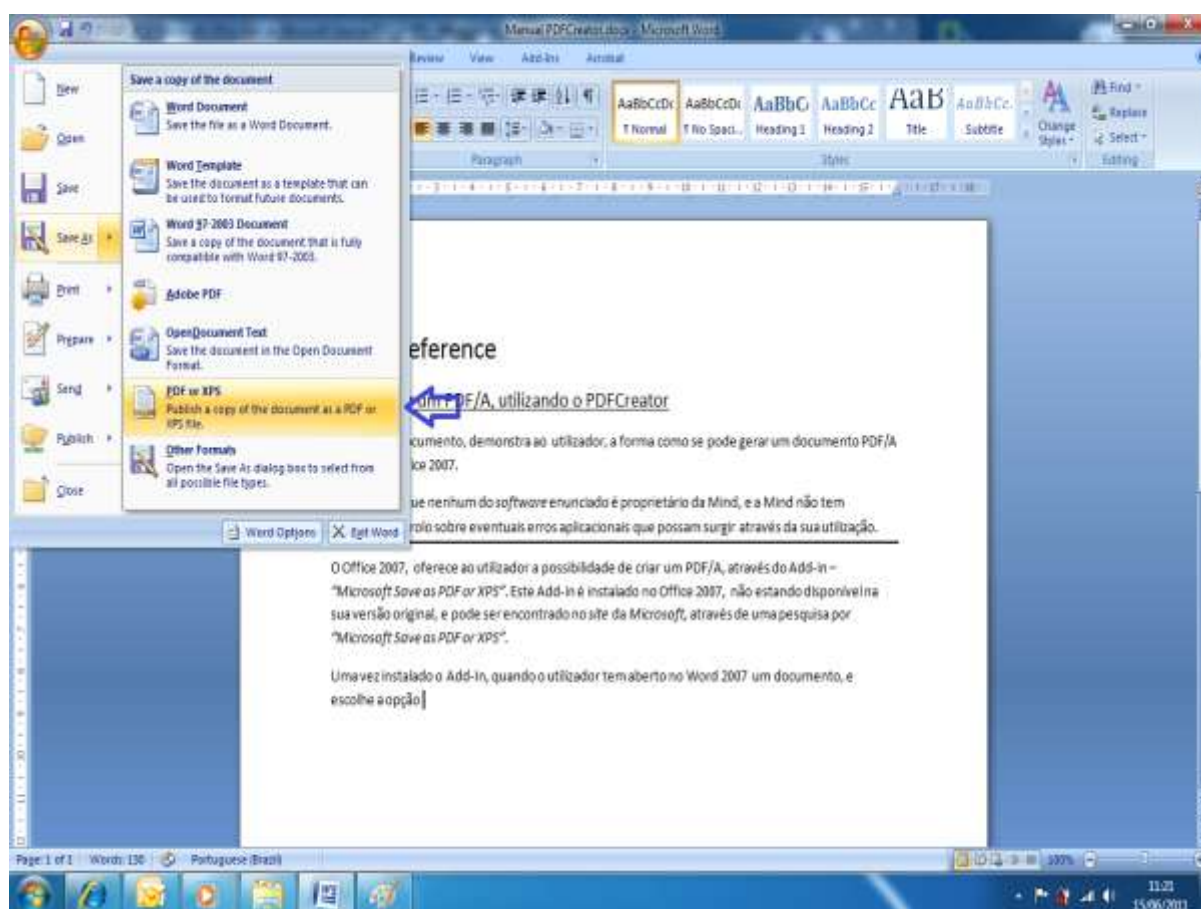 Manual PDFCreator.docx - Microsoft Word
Review View Add-Ins Acrobat
New
Open
Save
Save As
Print
Prepare
Send
Publish
Close
Save a copy of the document
Word Document
Save the file as a Word Document.
Word Template
Save the document as a template that can
be used to format future documents.
Word 97-2003 Document
Save a copy of the document that is fully
compatible with Word 97-2003.
Adobe PDF
OpenDocument Text
Save the document in the Open Document
Format.
PDF or XPS
Publish a copy of the document as a PDF or
XPS file.
Other Formats
Open the Save As dialog box to select from
all possible file types.
Word Options Exit Word
AaBbCcDc AaBbCcDc AaBbC AaBbCc AaB AaBbCc.
¶ Normal ¶ No Spaci... Heading 1 Heading 2 Title Subtitle
Change
Styles
Find
Replace
Select
Paragraph Styles Editing
eference
um PDF/A, utilizando o PDFCreator
cumento, demonstra ao utilizador, a forma como se pode gerar um documento PDF/A
ice 2007.
ue nenhum do software enunciado é proprietário da Mind, e a Mind não tem
rolo sobre eventuais erros aplicacionais que possam surgir através da sua utilização.
O Office 2007, oferece ao utilizador a possibilidade de criar um PDF/A, através do Add-in –
"Microsoft Save as PDF or XPS". Este Add-in é instalado no Office 2007, não estando disponível na
sua versão original, e pode ser encontrado no site da Microsoft, através de uma pesquisa por
"Microsoft Save as PDF or XPS".
Uma vez instalado o Add-in, quando o utilizador tem aberto no Word 2007 um documento, e
escolhe a opção
Page: 1 of 1 Words: 130 Portuguese (Brazil) 100%
11:21
15/06/2011